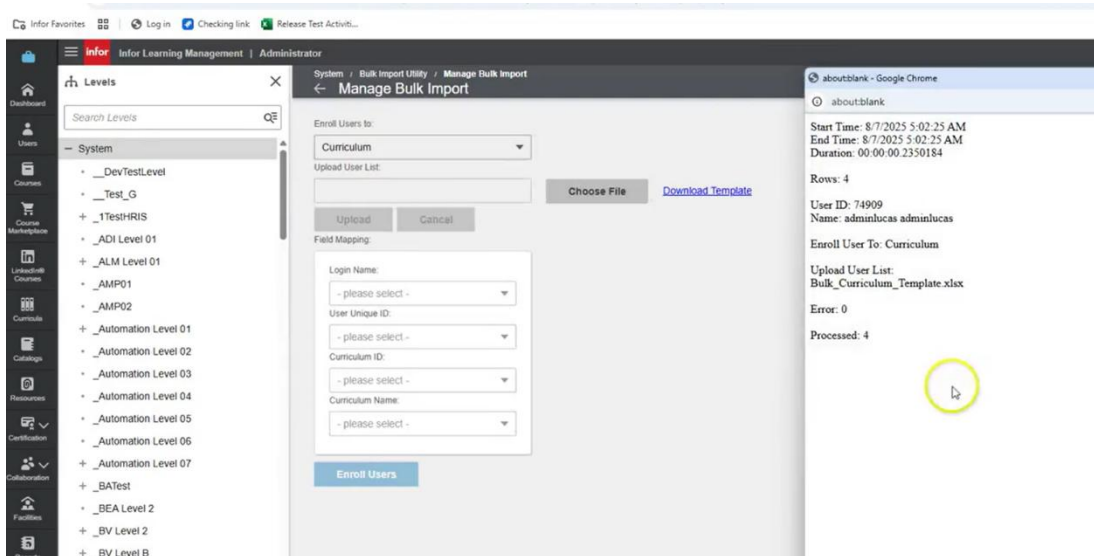 Infor Favorites
Log in
Checking link
Release Test Activiti...
infor Infor Learning Management | Administrator
Dashboard
Users
Courses
Course Marketplace
LinkedIn® Courses
Curricula
Catalogs
Resources
Certification
Collaboration
Facilities
Levels
Search Levels
System
__DevTestLevel
__Test_G
_1TestHRIS
_ADI Level 01
_ALM Level 01
_AMP01
_AMP02
_Automation Level 01
_Automation Level 02
_Automation Level 03
_Automation Level 04
_Automation Level 05
_Automation Level 06
_Automation Level 07
_BATest
_BEA Level 2
_BV Level 2
_BV Level B
System / Bulk Import Utility / Manage Bulk Import
← Manage Bulk Import
Enroll Users to:
Curriculum
Upload User List:
Choose File
Download Template
Upload
Cancel
Field Mapping:
Login Name:
- please select -
User Unique ID:
- please select -
Curriculum ID:
- please select -
Curriculum Name:
- please select -
Enroll Users
about:blank - Google Chrome
about:blank
Start Time: 8/7/2025 5:02:25 AM
End Time: 8/7/2025 5:02:25 AM
Duration: 00:00:00.2350184
Rows: 4
User ID: 74909
Name: adminlucas adminlucas
Enroll User To: Curriculum
Upload User List:
Bulk_Curriculum_Template.xlsx
Error: 0
Processed: 4